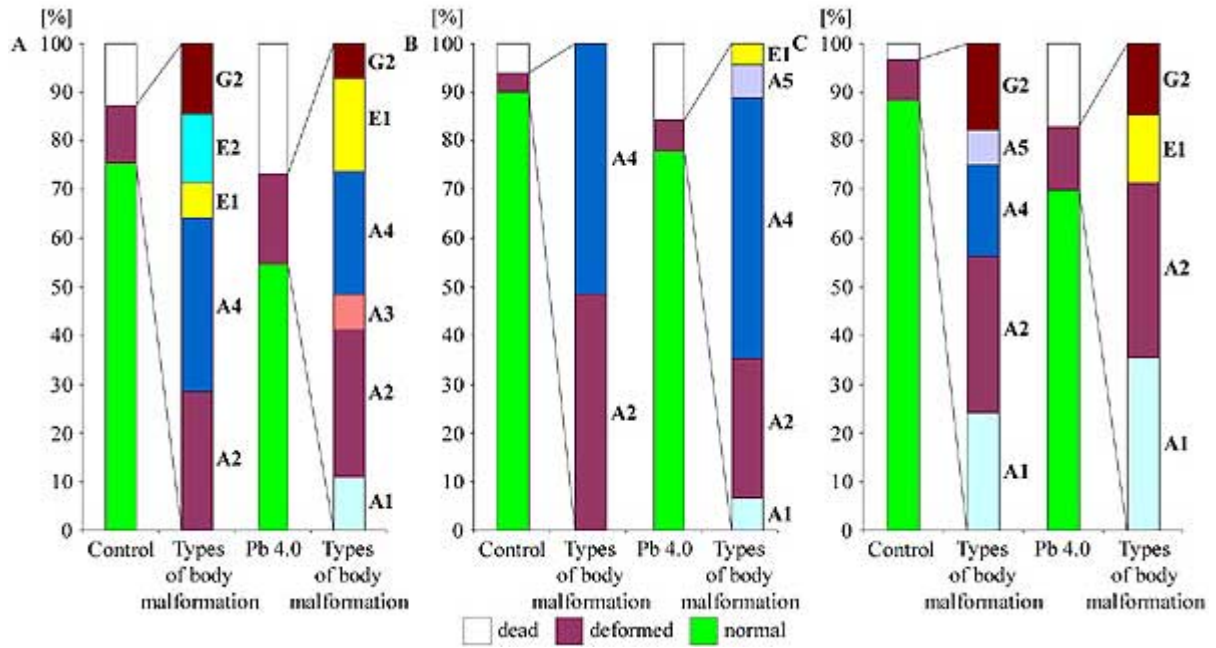 [%] [%] [%]
A B C
100 100 100
90 90 90
80 80 80
70 70 70
60 60 60
50 50 50
40 40 40
30 30 30
20 20 20
10 10 10
0 0 0
G2
E2
E1
A4
A2
G2
E1
A4
A3
A2
A1
A4
A2
E1
A5
A4
A2
A1
G2
A5
A4
A2
A1
G2
E1
A2
A1
Control Types Pb 4.0 Types Control Types Pb 4.0 Types Control Types Pb 4.0 Types
of body of body of body of body of body of body
malformation malformation malformation malformation malformation malformation
dead deformed normal